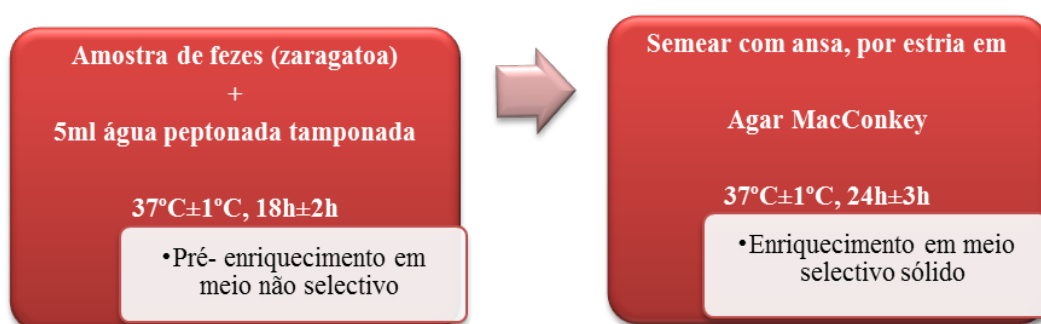 Amostra de fezes (zaragatoa)
+
5ml água peptonada tamponada
37ºC±1ºC, 18h±2h
•Pré- enriquecimento em
meio não selectivo
Semear com ansa, por estria em
Agar MacConkey
37ºC±1ºC, 24h±3h
•Enriquecimento em meio
selectivo sólido